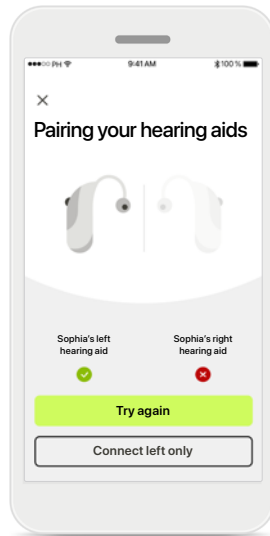 PH 9:41 AM 100%
Pairing your hearing aids
Sophia's left
hearing aid
Sophia's right
hearing aid
Try again
Connect left only